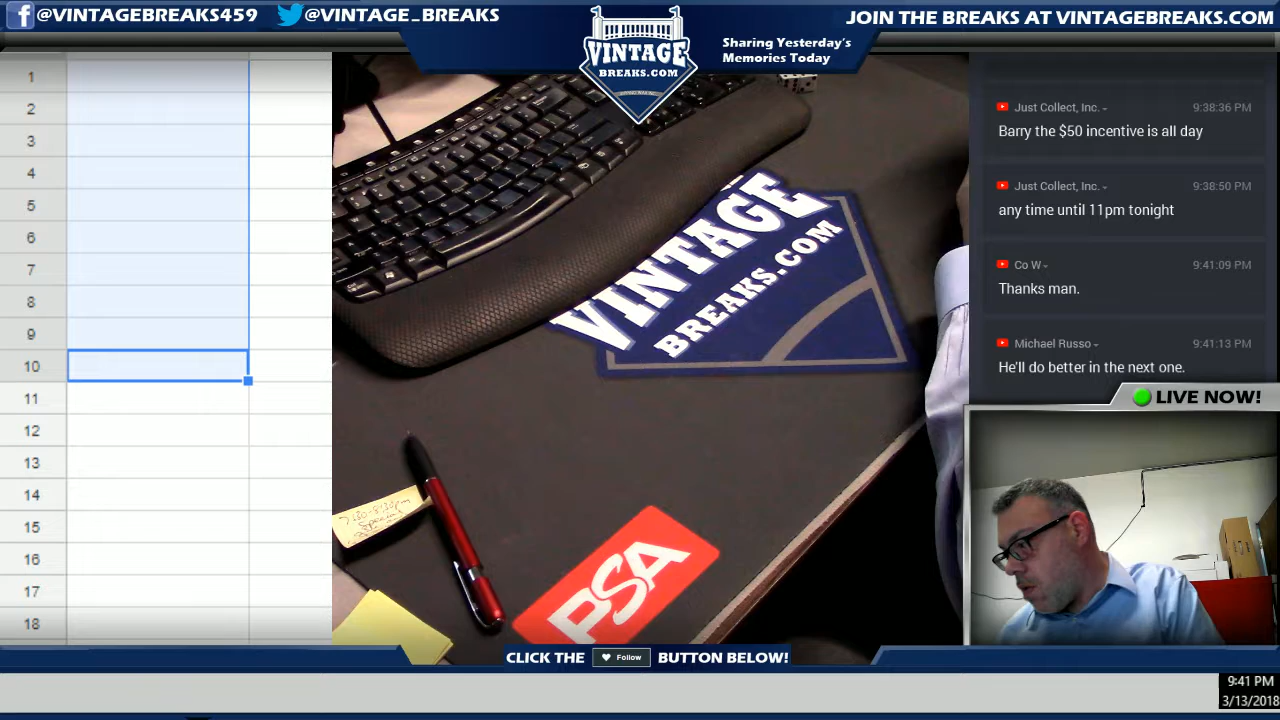 @VINTAGEBREAKS459
@VINTAGE_BREAKS
VINTAGE
BREAKS.COM
Sharing Yesterday's
Memories Today
JOIN THE BREAKS AT VINTAGEBREAKS.COM
1
2
3
4
5
6
7
8
9
10
11
12
13
14
15
16
17
18
VINTAGE
BREAKS.COM
PSA
Just Collect, Inc.
9:38:36 PM
Barry the $50 incentive is all day
Just Collect, Inc.
9:38:50 PM
any time until 11pm tonight
Co W
9:41:09 PM
Thanks man.
Michael Russo
9:41:13 PM
He'll do better in the next one.
LIVE NOW!
CLICK THE Follow BUTTON BELOW!
9:41 PM
3/13/2018